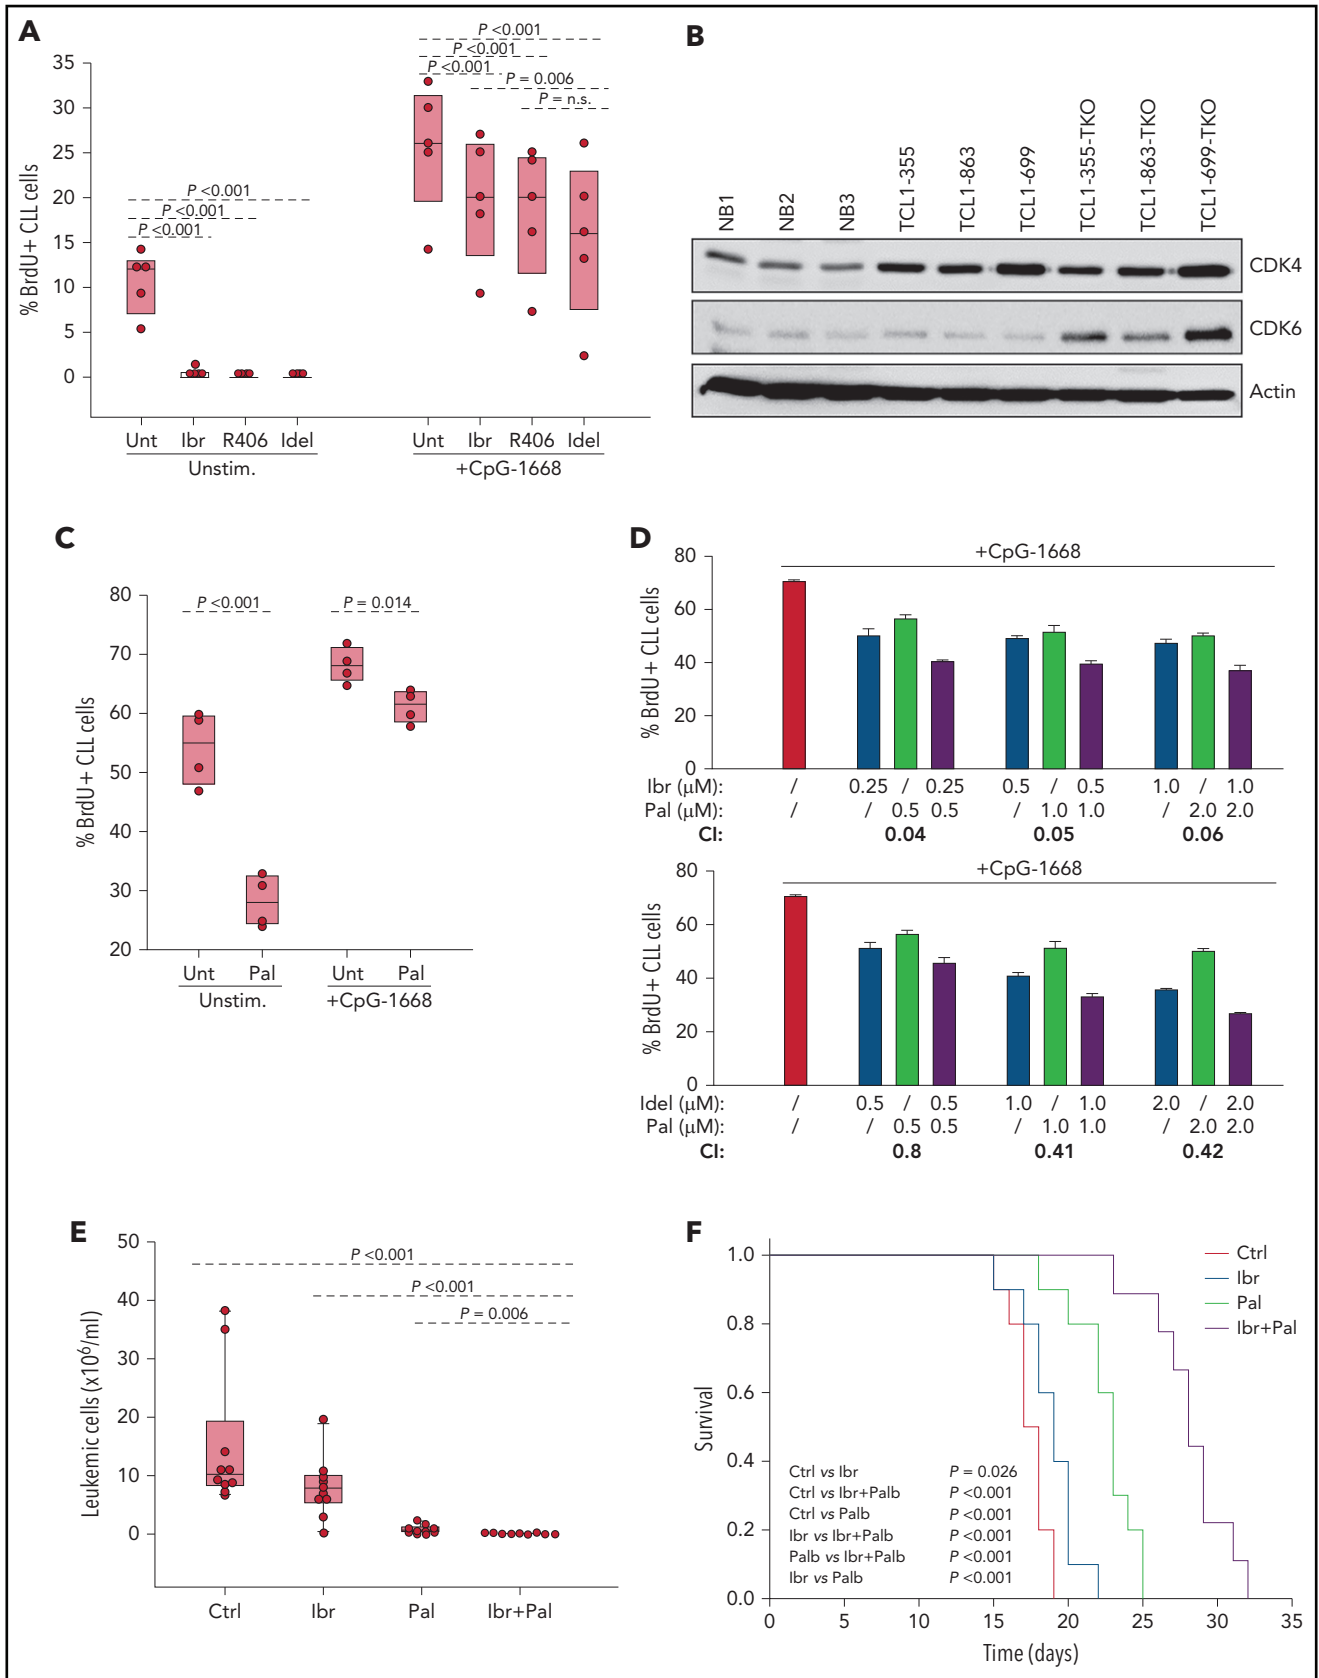 A
% BrdU+ CLL cells
35
30
25
20
15
10
5
0
P <0.001
P <0.001
P <0.001
P <0.001
P <0.001
P <0.001
P = 0.006
P = n.s.
Unt Ibr R406 Idel Unt Ibr R406 Idel
Unstim. +CpG-1668
B
NB1
NB2
NB3
TCL1-355
TCL1-863
TCL1-699
TCL1-355-TKO
TCL1-863-TKO
TCL1-699-TKO
CDK4
CDK6
Actin
C
% BrdU+ CLL cells
80
70
60
50
40
30
20
P <0.001 P = 0.014
Unt Pal Unt Pal
Unstim. +CpG-1668
D
+CpG-1668
% BrdU+ CLL cells
80
60
40
20
0
Ibr (μM): / 0.25 / 0.25 0.5 / 0.5 1.0 / 1.0
Pal (μM): / / 0.5 0.5 / 1.0 1.0 / 2.0 2.0
CI: 0.04 0.05 0.06
+CpG-1668
% BrdU+ CLL cells
80
60
40
20
0
Idel (μM): / 0.5 / 0.5 1.0 / 1.0 2.0 / 2.0
Pal (μM): / / 0.5 0.5 / 1.0 1.0 / 2.0 2.0
CI: 0.8 0.41 0.42
E
Leukemic cells (x10⁶/ml)
50
40
30
20
10
0
P <0.001
P <0.001
P = 0.006
Ctrl Ibr Pal Ibr+Pal
F
Survival
1.0
0.8
0.6
0.4
0.2
0.0
Ctrl
Ibr
Pal
Ibr+Pal
Ctrl vs Ibr P = 0.026
Ctrl vs Ibr+Palb P <0.001
Ctrl vs Palb P <0.001
Ibr vs Ibr+Palb P <0.001
Palb vs Ibr+Palb P <0.001
Ibr vs Palb P <0.001
0 5 10 15 20 25 30 35
Time (days)